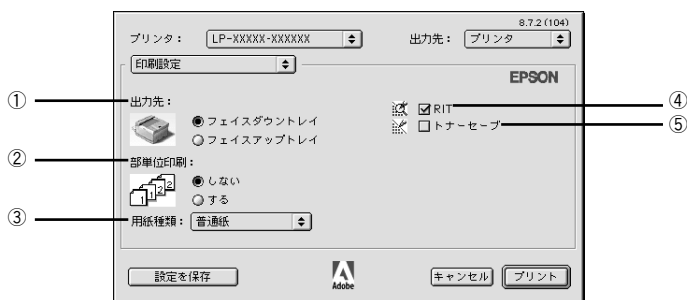 8.7.2 (104)
プリンタ： LP-XXXXX-XXXXXX 出力先： プリンタ
印刷設定
EPSON
① 出力先：
フェイスダウントレイ
フェイスアップトレイ
④ RIT
⑤ トナーセーブ
② 部単位印刷：
1 1 2 2
しない
する
③ 用紙種類： 普通紙
設定を保存 Adobe キャンセル プリント